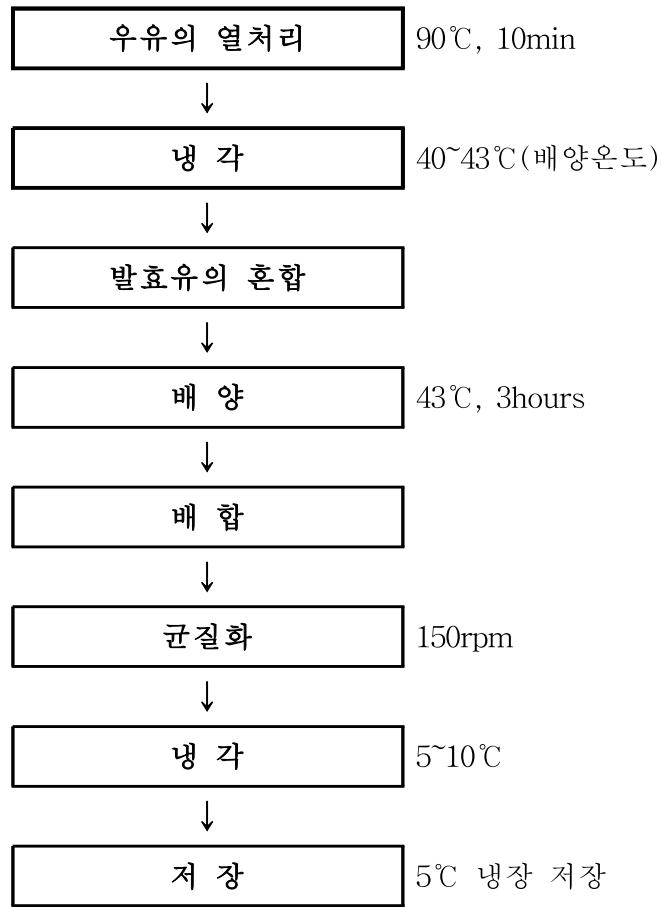 우유의 열처리 90℃, 10min
↓
냉 각 40~43℃(배양온도)
↓
발효유의 혼합
↓
배 양 43℃, 3hours
↓
배 합
↓
균질화 150rpm
↓
냉 각 5~10℃
↓
저 장 5℃ 냉장 저장